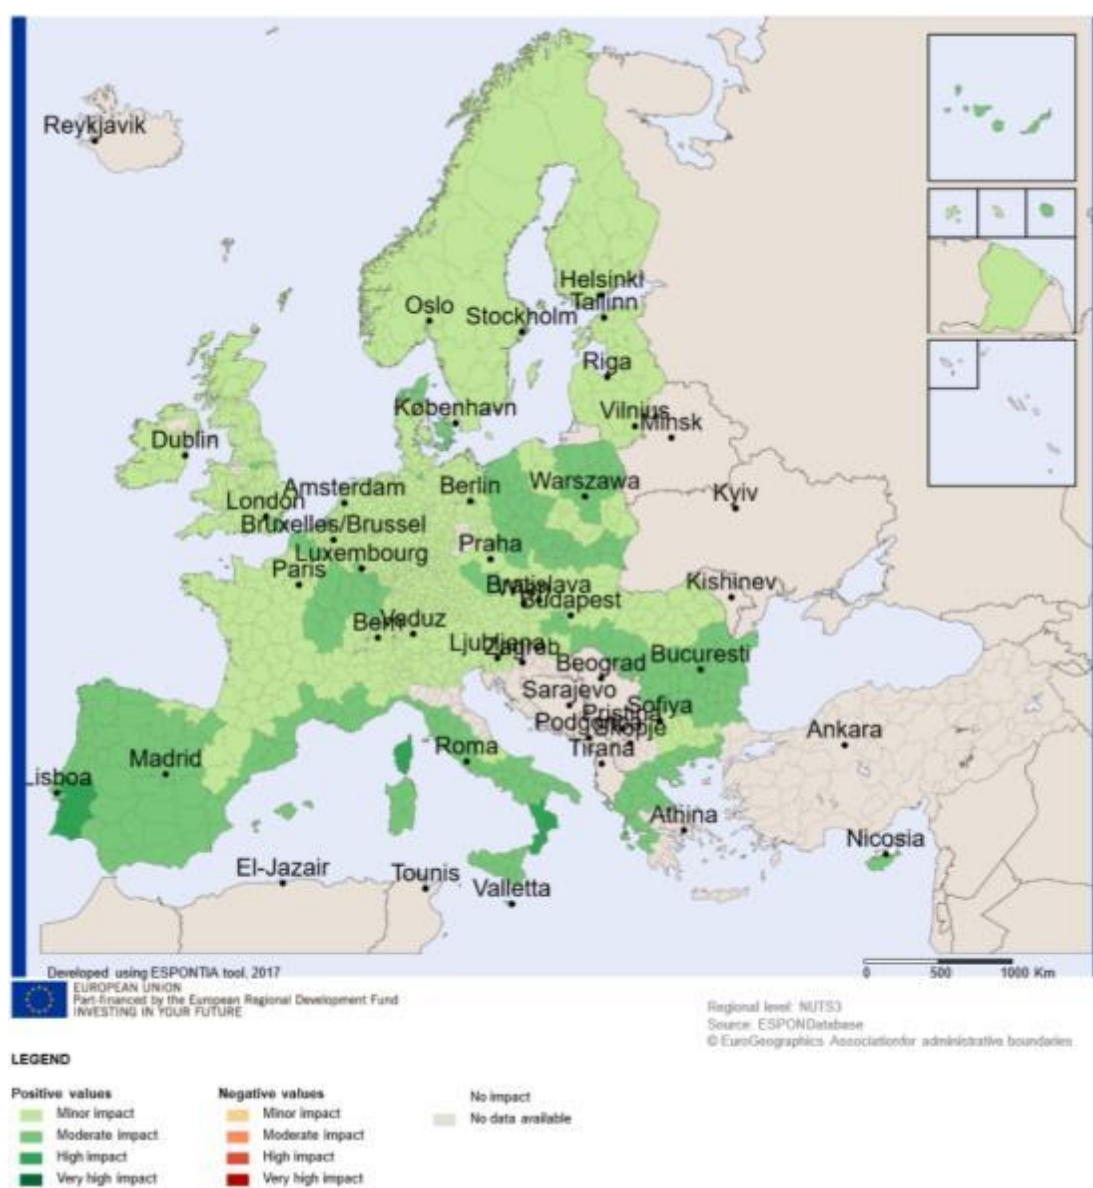 Reykjavik
Helsinki
Tallinn
Oslo
Stockholm
Riga
København
Vilnius
Minsk
Dublin
Amsterdam
Berlin
Warszawa
London
Kyiv
Bruxelles/Brussel
Praha
Luxembourg
Paris
Bratislava
Kishinev
Budapest
Bern
Vaduz
Ljubljana
Zagreb
Beograd
Bucuresti
Sarajevo
Sofiya
Podgorica
Skopje
Ankara
Roma
Tirana
Madrid
Lisboa
Athina
Nicosia
El-Jazair
Tounis
Valletta
Developed using ESPONTIA tool, 2017
0 500 1000 Km
EUROPEAN UNION
Part-financed by the European Regional Development Fund
INVESTING IN YOUR FUTURE
Regional level: NUTS3
Source: ESPONDatabase
© EuroGeographics Associationfor administrative boundaries
LEGEND
Positive values
Minor impact
Moderate impact
High impact
Very high impact
Negative values
Minor impact
Moderate impact
High impact
Very high impact
No impact
No data available